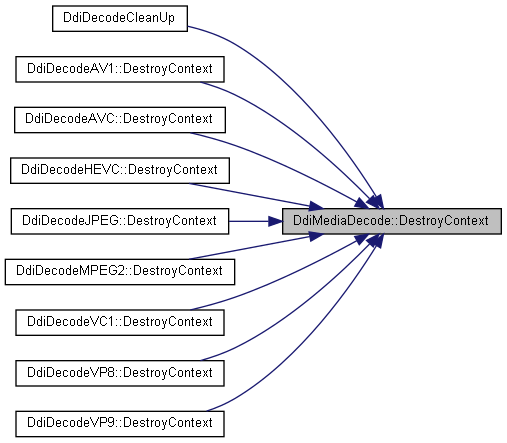 DdiDecodeCleanUp
DdiDecodeAV1::DestroyContext
DdiDecodeAVC::DestroyContext
DdiDecodeHEVC::DestroyContext
DdiDecodeJPEG::DestroyContext
DdiMediaDecode::DestroyContext
DdiDecodeMPEG2::DestroyContext
DdiDecodeVC1::DestroyContext
DdiDecodeVP8::DestroyContext
DdiDecodeVP9::DestroyContext